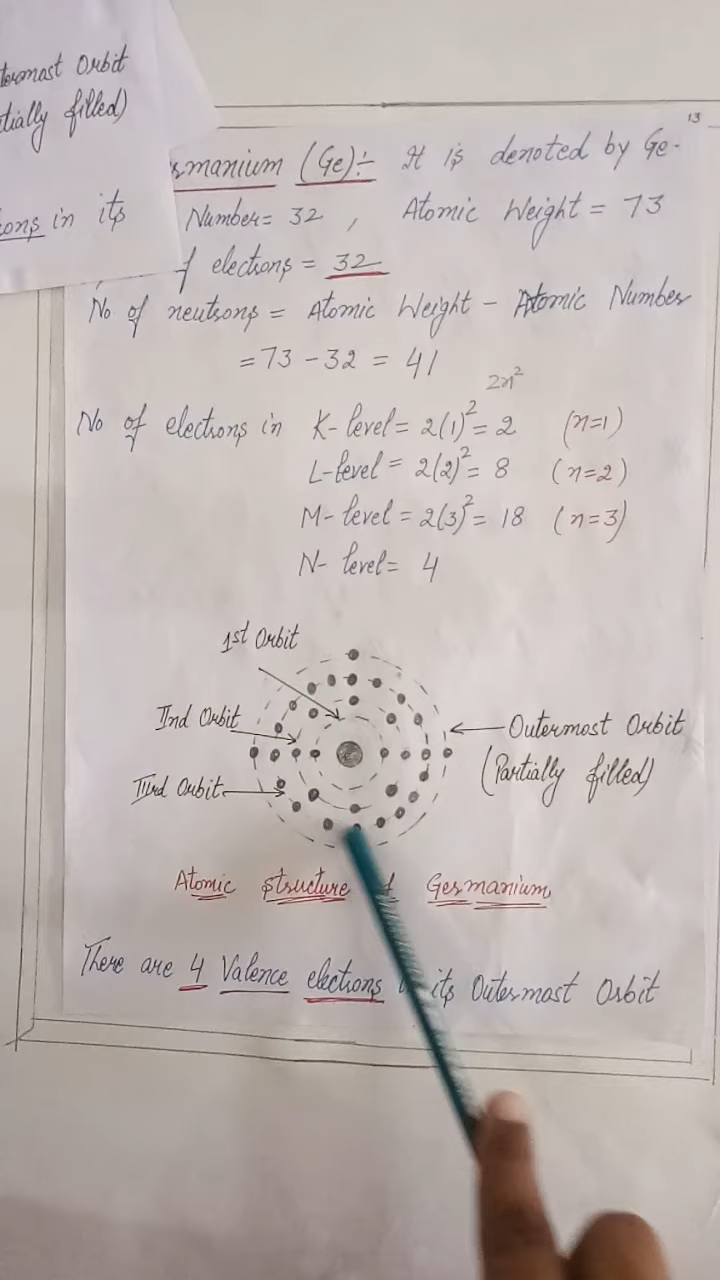 termost Orbit
tially filled)
ons in its
13
rmanium (Ge)÷ It is denoted by Ge.
Number = 32 , Atomic Weight = 73
f electrons = 32
No of neutrons = Atomic Weight - Atomic Number
= 73 - 32 = 41
2n²
No of electrons in K-level = 2(1)² = 2 (n=1)
L-level = 2(2)² = 8 (n=2)
M-level = 2(3)² = 18 (n=3)
N-level = 4
1st Orbit
IInd Orbit
IIIrd Orbit
Outermost Orbit
(Partially filled)
Atomic structure of Germanium
There are 4 Valence electrons its Outermost Orbit